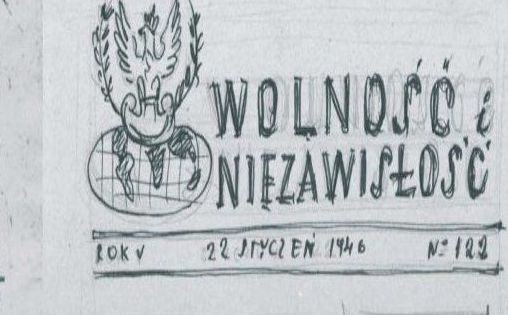 WOLNOŚĆ i
NIEZAWISŁOŚĆ
ROK V 22 STYCZEŃ 1946 Nº 122